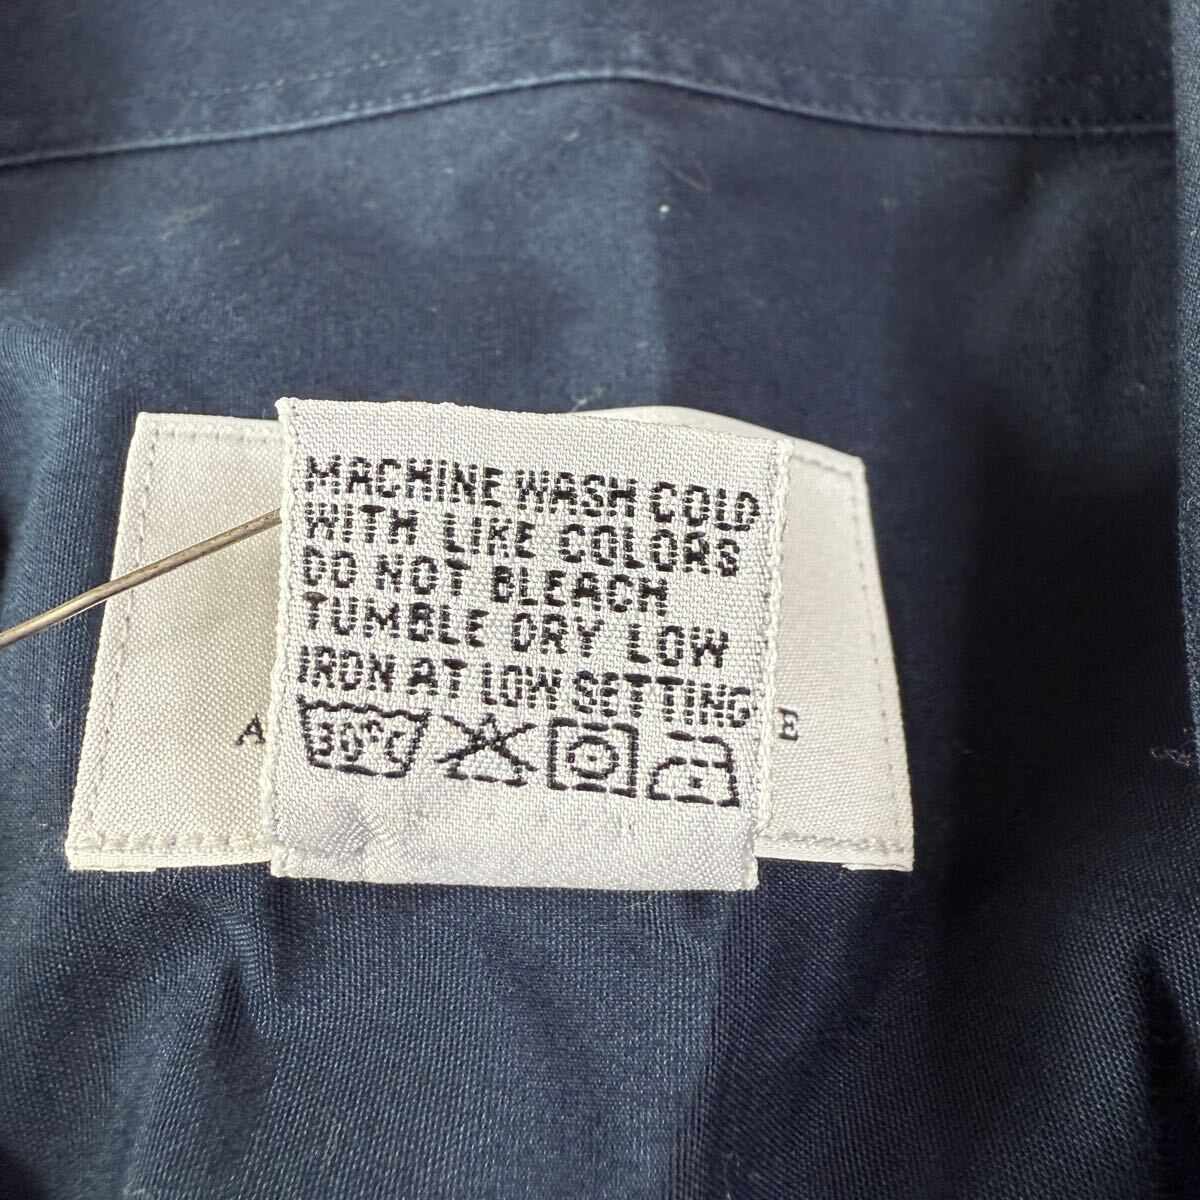 MACHINE WASH COLD
WITH LIKE COLORS
DO NOT BLEACH
TUMBLE DRY LOW
IRON AT LOW SETTING
30°C
A E